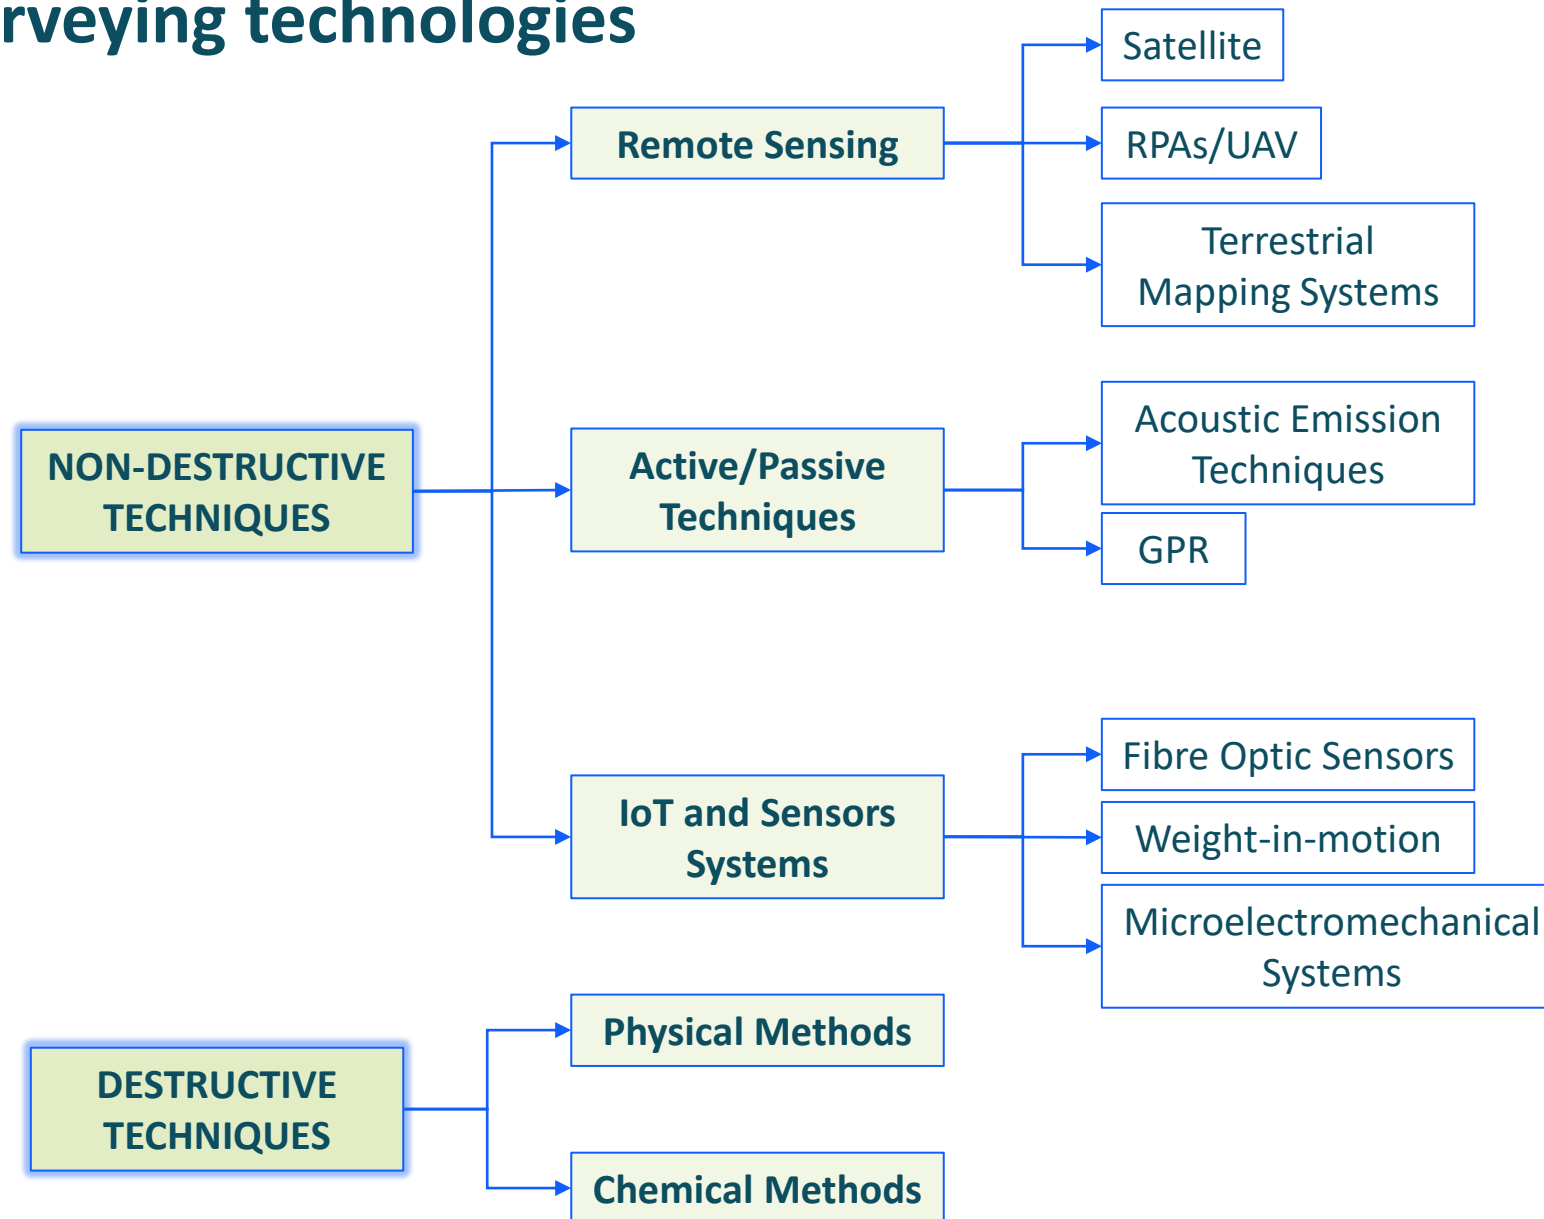 rveying technologies
Satellite
Remote Sensing
RPAs/UAV
Terrestrial
Mapping Systems
NON-DESTRUCTIVE
TECHNIQUES
Active/Passive
Techniques
Acoustic Emission
Techniques
GPR
IoT and Sensors
Systems
Fibre Optic Sensors
Weight-in-motion
Microelectromechanical
Systems
DESTRUCTIVE
TECHNIQUES
Physical Methods
Chemical Methods